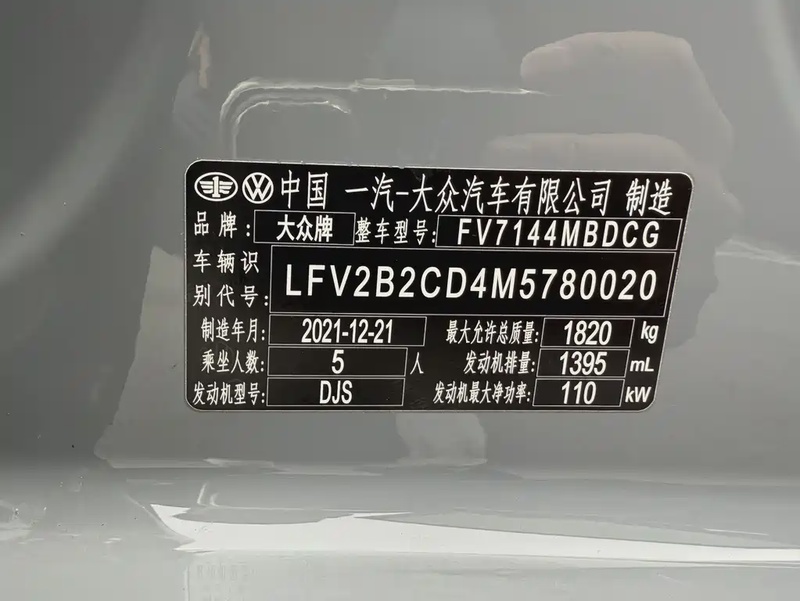 中国 一汽-大众汽车有限公司 制造
品牌: 大众牌 整车型号: FV7144MBDCG
车辆识别代号: LFV2B2CD4M5780020
制造年月: 2021-12-21 最大允许总质量: 1820 kg
乘坐人数: 5 人 发动机排量: 1395 mL
发动机型号: DJS 发动机最大净功率: 110 kW